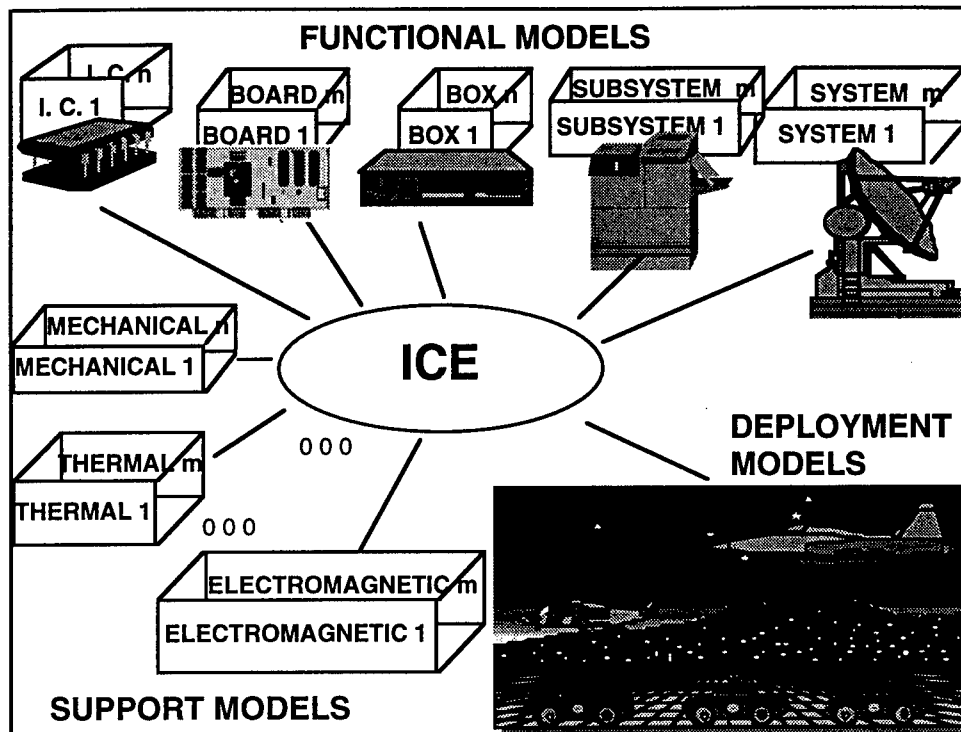 FUNCTIONAL MODELS
I. C. n
I. C. 1
BOARD m
BOARD 1
BOX n
BOX 1
SUBSYSTEM m
SUBSYSTEM 1
SYSTEM m
SYSTEM 1
MECHANICAL n
MECHANICAL 1
ICE
THERMAL m
THERMAL 1
000
000
ELECTROMAGNETIC m
ELECTROMAGNETIC 1
DEPLOYMENT
MODELS
SUPPORT MODELS